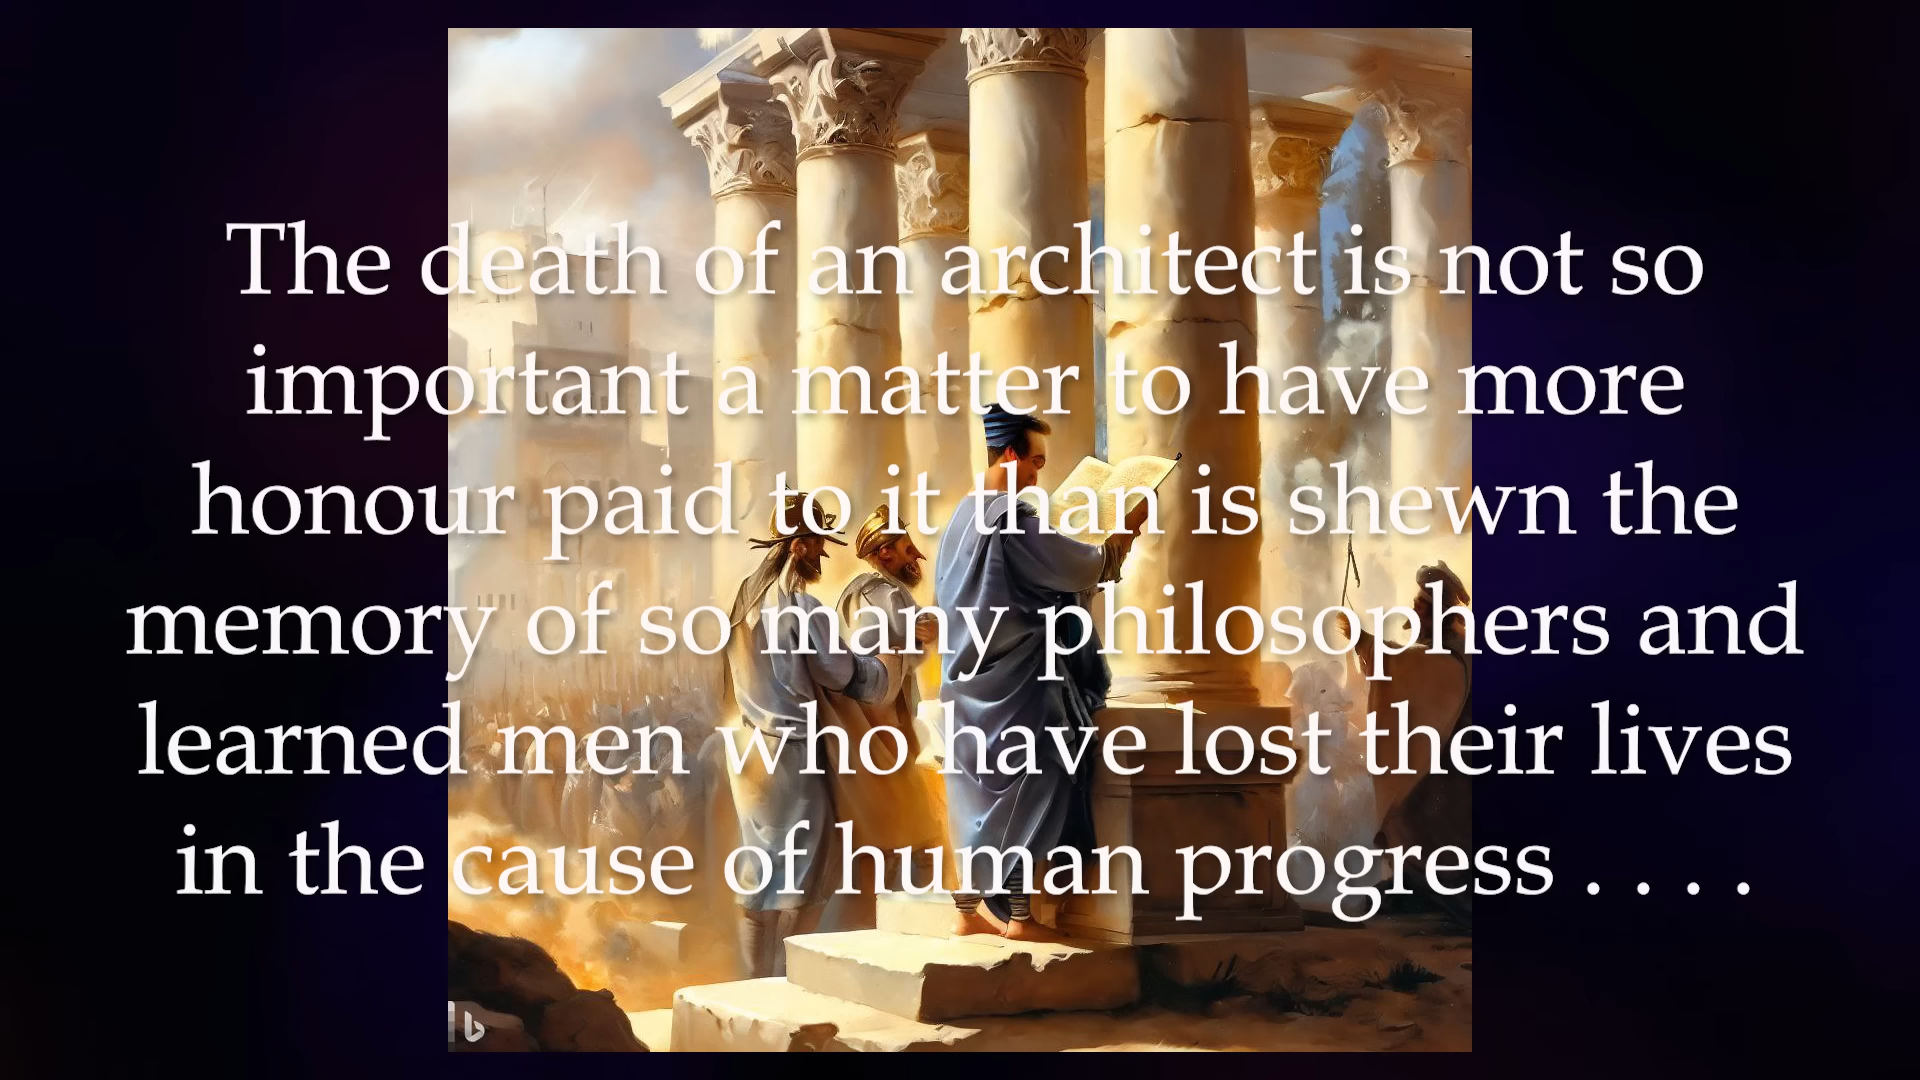 The death of an architect is not so
important a matter to have more
honour paid to it than is shewn the
memory of so many philosophers and
learned men who have lost their lives
in the cause of human progress . . . .